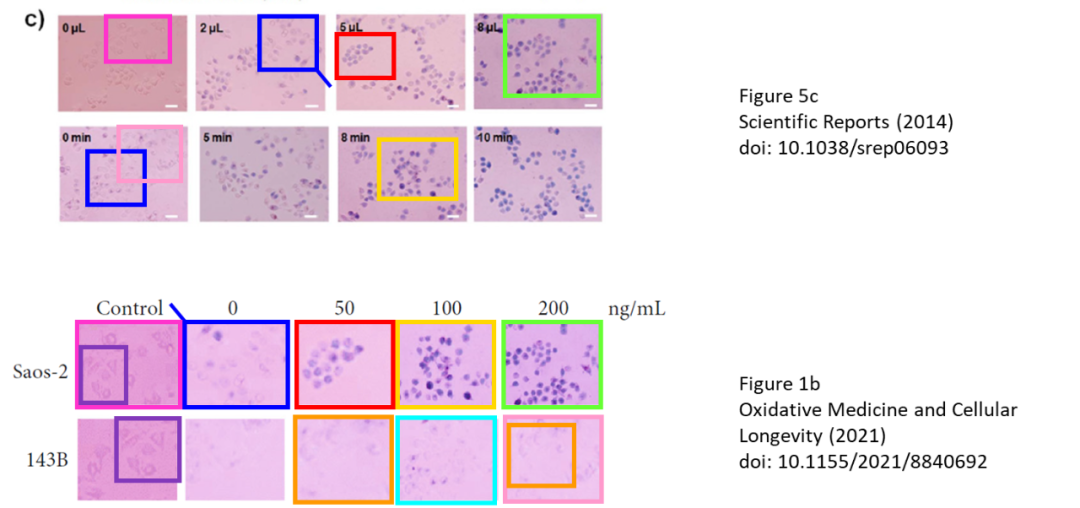 c)
0 µL 2 µL 5 µL 8 µL
0 min 5 min 8 min 10 min
Figure 5c
Scientific Reports (2014)
doi: 10.1038/srep06093
Control 0 50 100 200 ng/mL
Saos-2
143B
Figure 1b
Oxidative Medicine and Cellular
Longevity (2021)
doi: 10.1155/2021/8840692